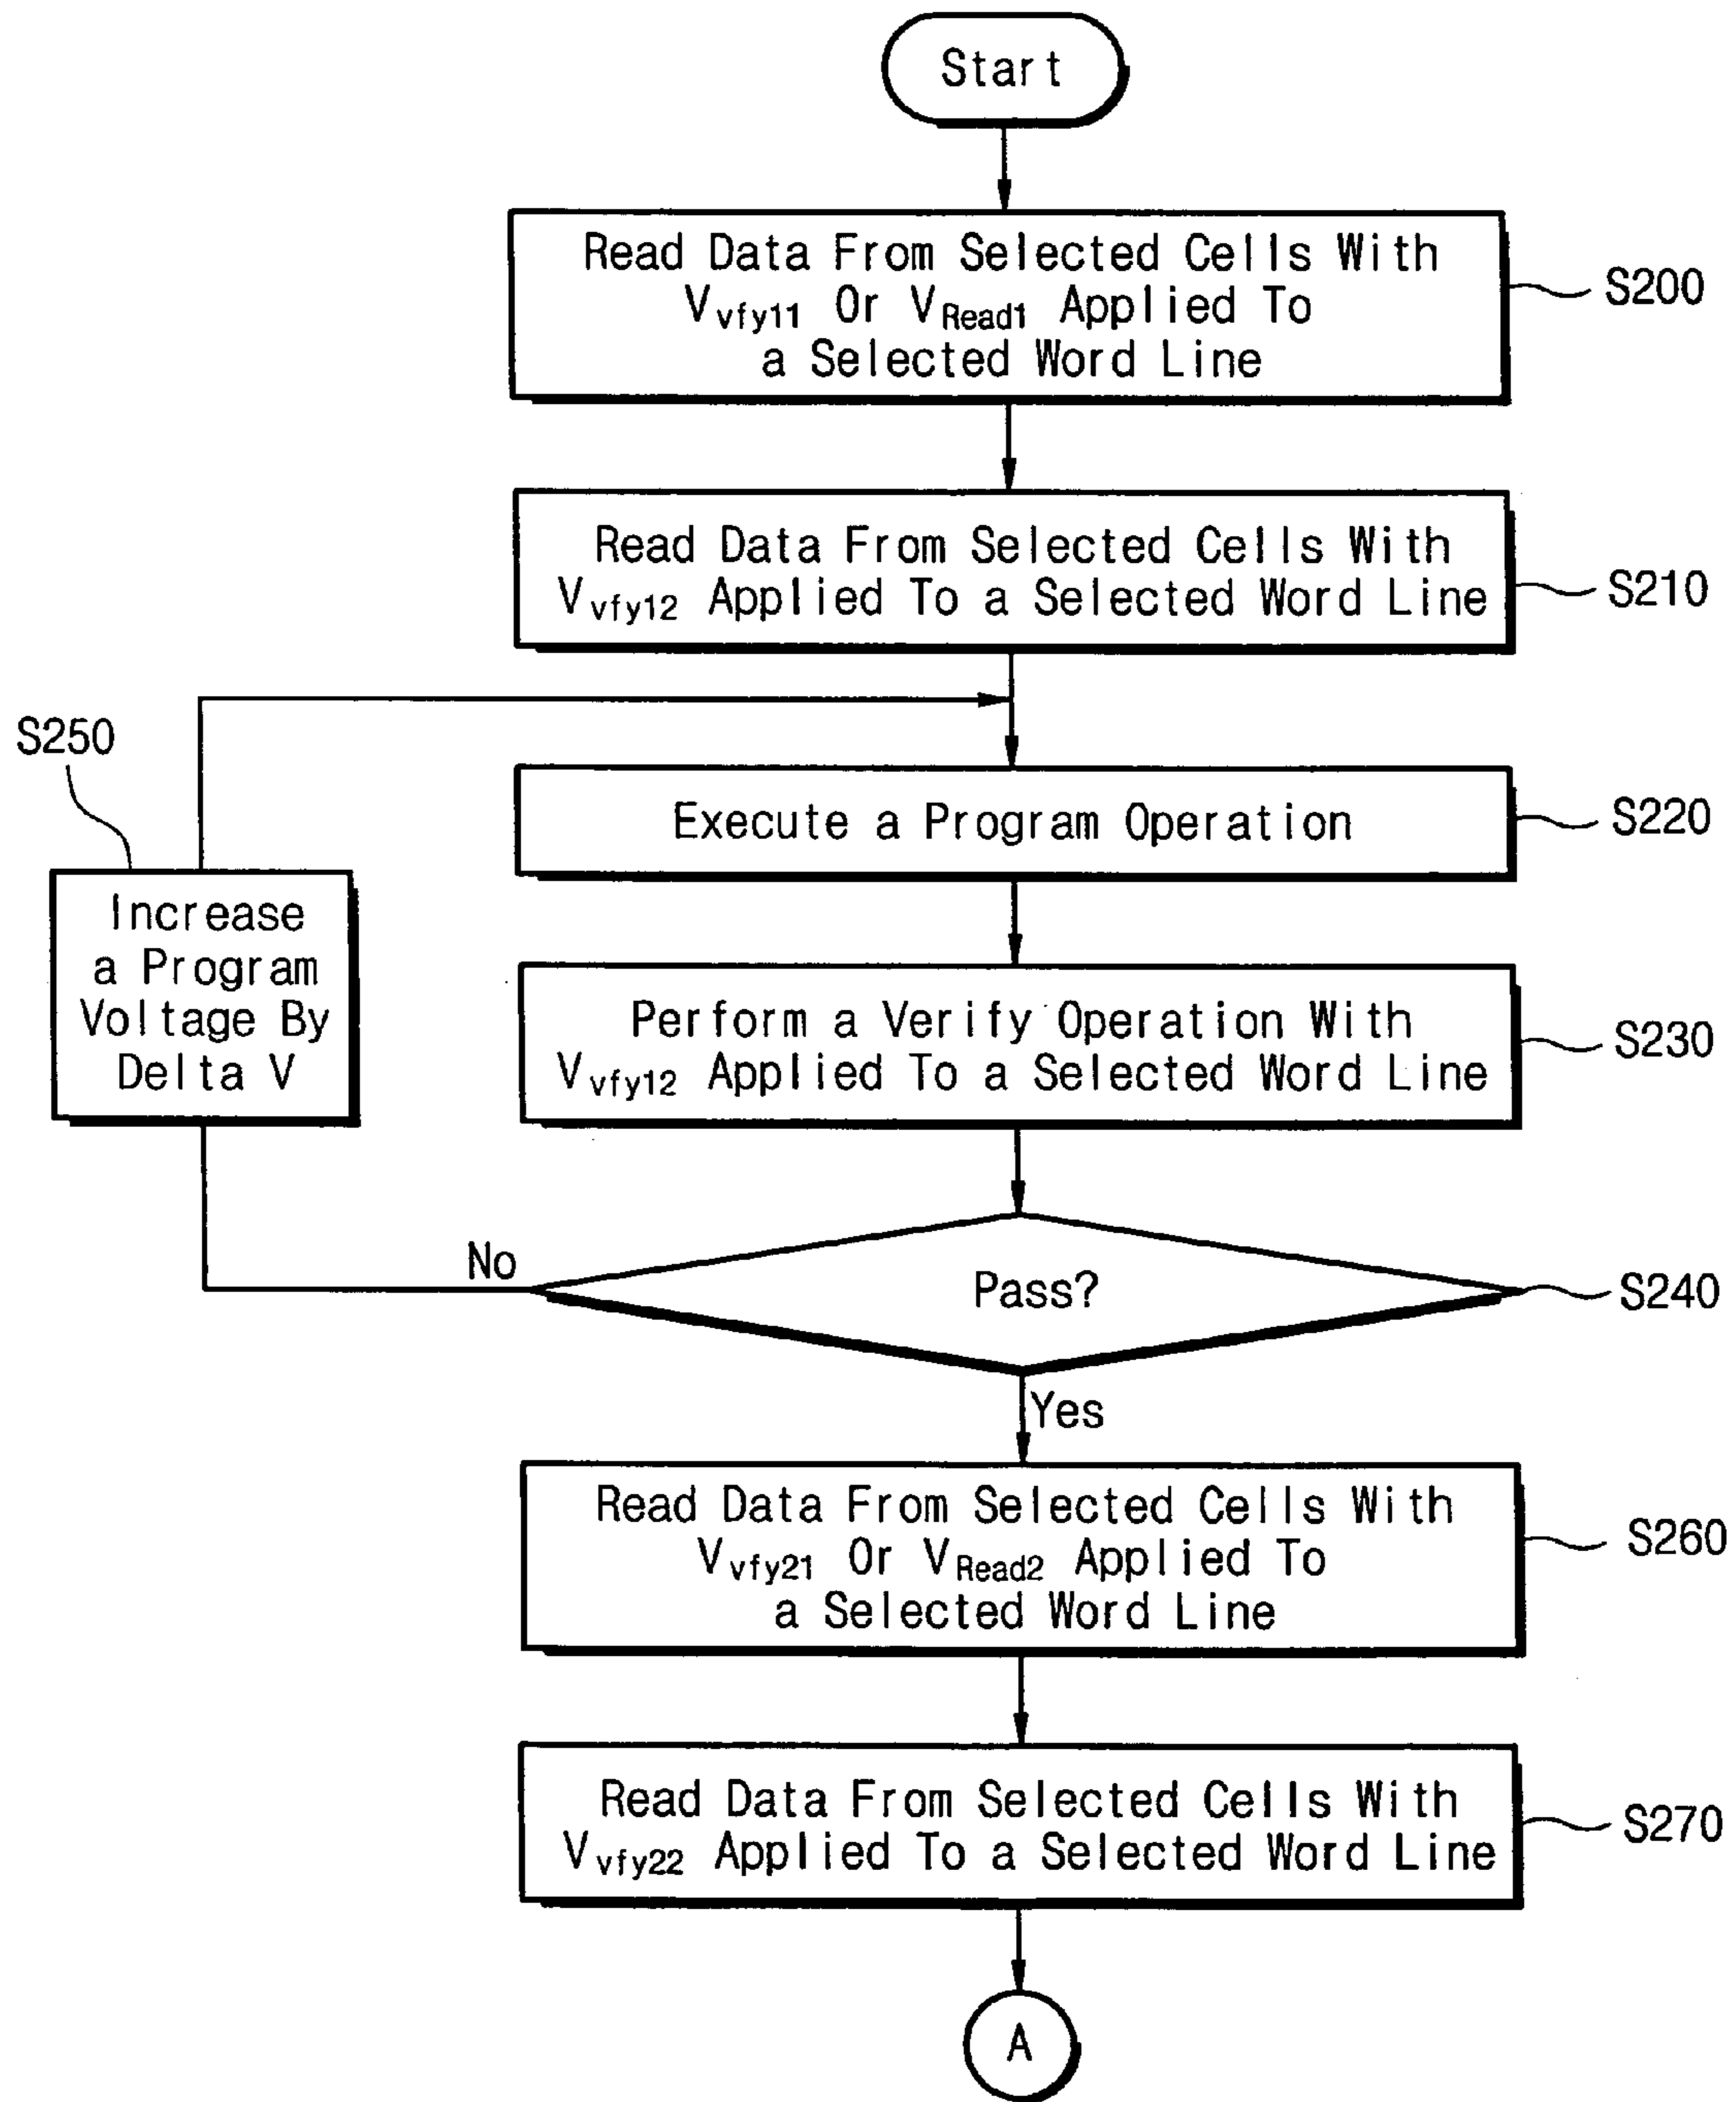 Start
Read Data From Selected Cells With
Vvfy11 Or VRead1 Applied To
a Selected Word Line
S200
Read Data From Selected Cells With
Vvfy12 Applied To a Selected Word Line
S210
S250
Execute a Program Operation
S220
Increase
a Program
Voltage By
Delta V
Perform a Verify Operation With
Vvfy12 Applied To a Selected Word Line
S230
No
Pass?
S240
Yes
Read Data From Selected Cells With
Vvfy21 Or VRead2 Applied To
a Selected Word Line
S260
Read Data From Selected Cells With
Vvfy22 Applied To a Selected Word Line
S270
A